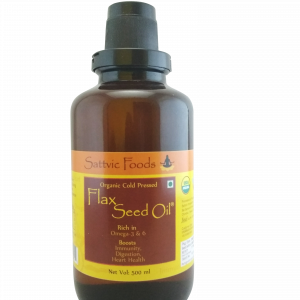 Sattvic Foods
Organic Cold Pressed
Flax
Seed Oil
Rich in
Omega 2 & 6
Boosts
Immunity,
Digestion,
Heart Health
Net Vol: 500 ml